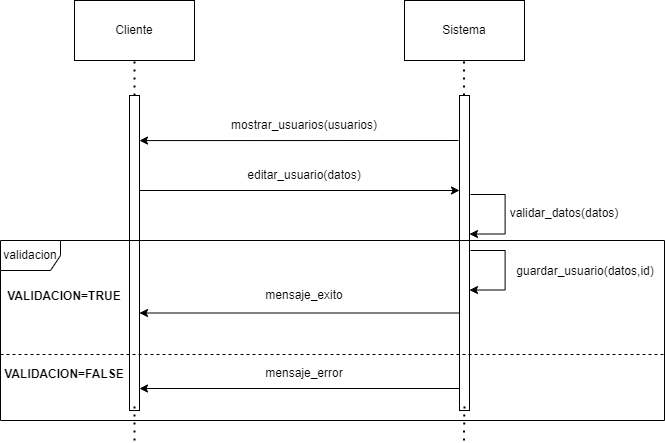 Cliente
Sistema
mostrar_usuarios(usuarios)
editar_usuario(datos)
validar_datos(datos)
validacion
guardar_usuario(datos,id)
VALIDACION=TRUE
mensaje_exito
VALIDACION=FALSE
mensaje_error